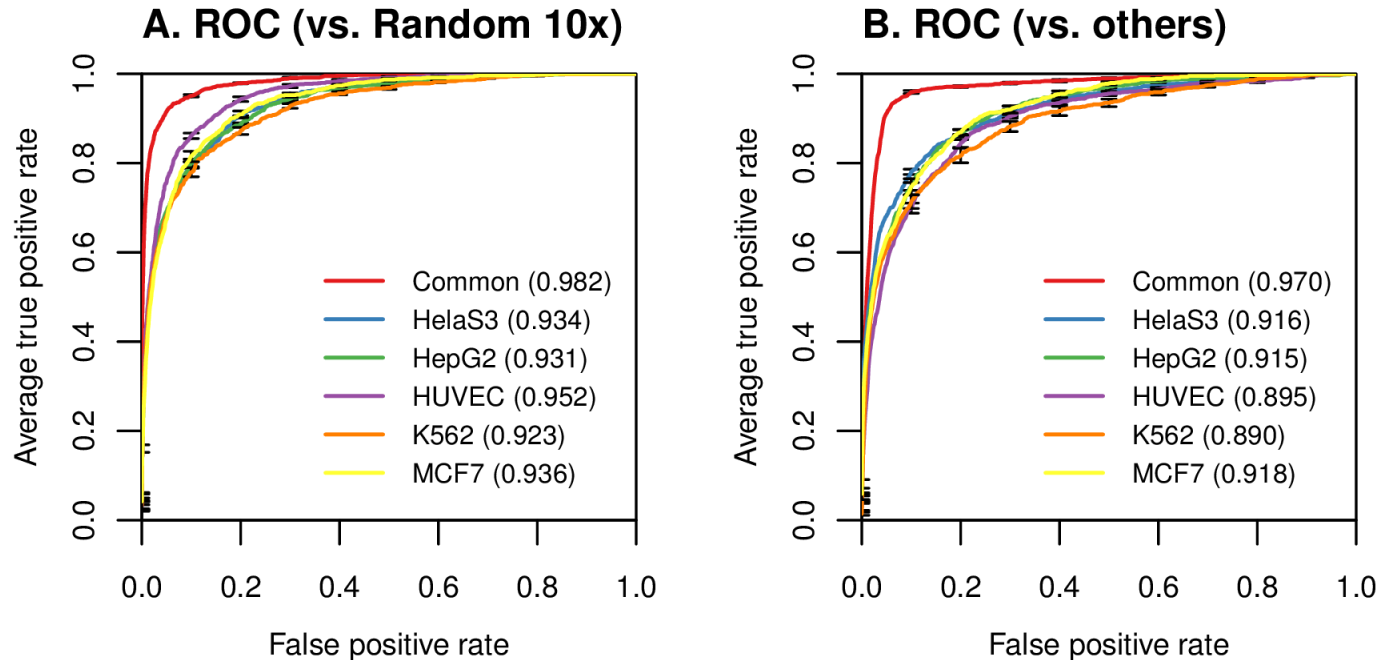 A. ROC (vs. Random 10x)
Average true positive rate
1.0
0.8
0.6
0.4
0.2
0.0
Common (0.982)
HelaS3 (0.934)
HepG2 (0.931)
HUVEC (0.952)
K562 (0.923)
MCF7 (0.936)
0.0 0.2 0.4 0.6 0.8 1.0
False positive rate
B. ROC (vs. others)
Average true positive rate
1.0
0.8
0.6
0.4
0.2
0.0
Common (0.970)
HelaS3 (0.916)
HepG2 (0.915)
HUVEC (0.895)
K562 (0.890)
MCF7 (0.918)
0.0 0.2 0.4 0.6 0.8 1.0
False positive rate